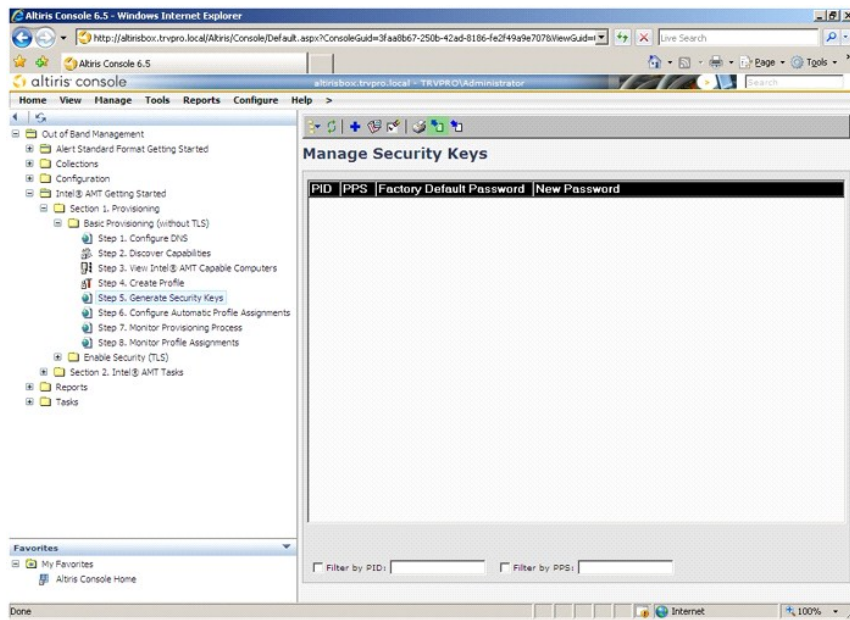 Altiris Console 6.5 - Windows Internet Explorer
http://altirisbox.trvpro.local/Altiris/Console/Default.aspx?ConsoleGuid=3faa8b67-250b-42ad-8186-fe2f49a9e707&ViewGuid=
Live Search
Altiris Console 6.5
Page
Tools
altiris console
altirisbox.trvpro.local - TRVPRO\Administrator
Search
Home View Manage Tools Reports Configure Help >
Out of Band Management
Alert Standard Format Getting Started
Collections
Configuration
Intel® AMT Getting Started
Section 1. Provisioning
Basic Provisioning (without TLS)
Step 1. Configure DNS
Step 2. Discover Capabilities
Step 3. View Intel® AMT Capable Computers
Step 4. Create Profile
Step 5. Generate Security Keys
Step 6. Configure Automatic Profile Assignments
Step 7. Monitor Provisioning Process
Step 8. Monitor Profile Assignments
Enable Security (TLS)
Section 2. Intel® AMT Tasks
Reports
Tasks
Manage Security Keys
PID PPS Factory Default Password New Password
Filter by PID: Filter by PPS:
Favorites
My Favorites
Altiris Console Home
Done
Internet
100%